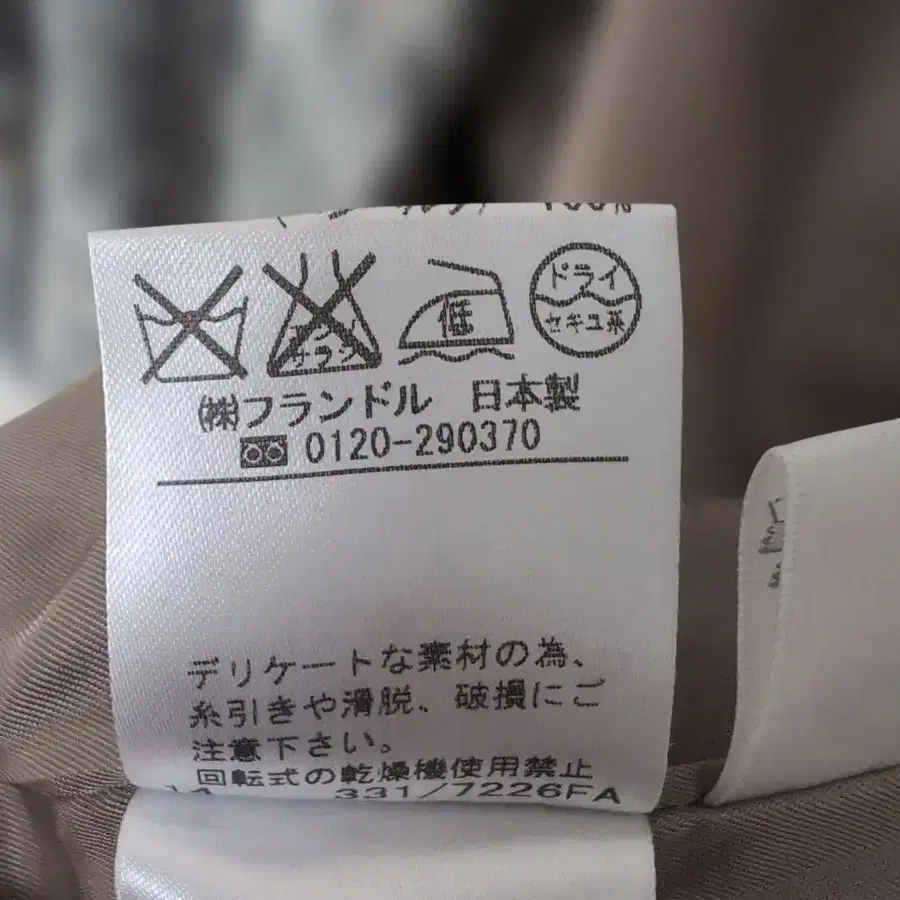 100%
低
ドライ
セキユ系
㈱フランドル 日本製
0120-290370
デリケートな素材の為、
糸引きや滑脱、破損にご
注意下さい。
回転式の乾燥機使用禁止
14 331/7226FA